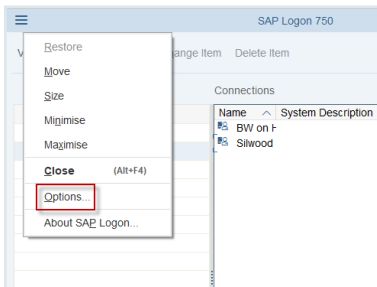 SAP Logon 750
Restore
Move
Size
Minimise
Maximise
Close (Alt+F4)
Options...
About SAP Logon...
Item Delete Item
Connections
Name System Description
BW on H
Silwood